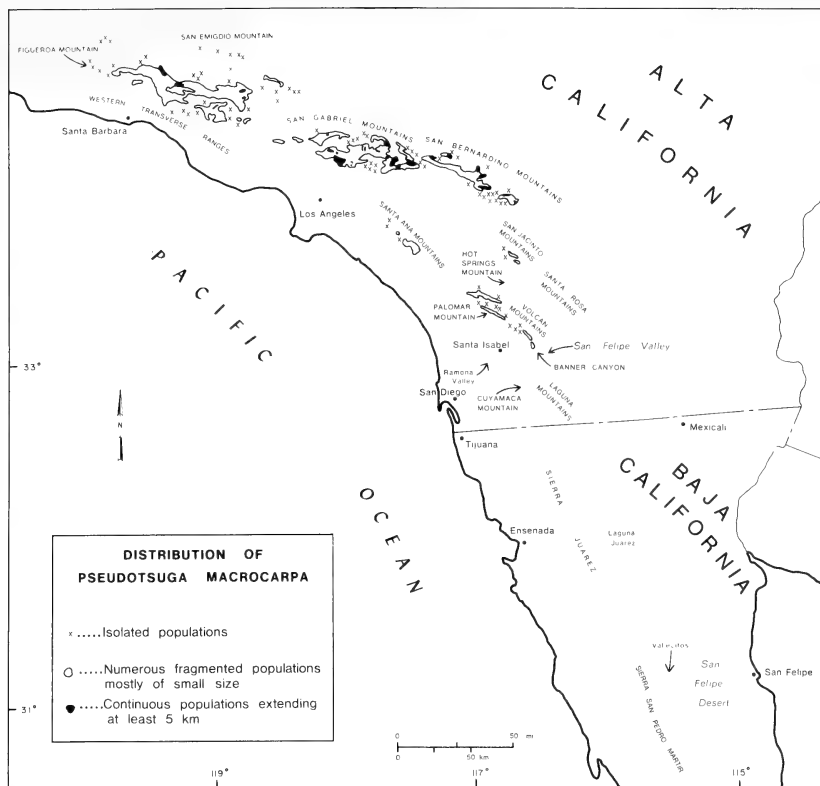 SAN EMIGDIO MOUNTAIN
FIGGEROA MOUNTAIN
ALTA
CALIFORNIA
WESTERN TRANSVERSE
RANGES
Santa Barbara
SAN GABRIEL MOUNTAINS
SAN BERNARDINO MOUNTAINS
Los Angeles
SANTA ANA MOUNTAINS
SAN JACINTO
MOUNTAINS
HOT
SPRINGS
MOUNTAIN
SANTA ROSA
MOUNTAINS
PACIFIC
OCEAN
PALOMAR
MOUNTAIN
VOLCAN
MOUNTAINS
Santa Isabel
San Felipe Valley
BANNER CANYON
33°
Ramona
Valley
San Diego
CUYAMACA
MOUNTAIN
LAGUNA
MOUNTAINS
N
Mexicali
Tijuana
BAJA
CALIFORNIA
SIERRA
JUAREZ
Ensenada
Laguna
Juarez
DISTRIBUTION OF
PSEUDOTSUGA MACROCARPA
x .....Isolated populations
.....Numerous fragmented populations
mostly of small size
.....Continuous populations extending
at least 5 km
San
Felipe
Desert
San Felipe
SIERRA SAN PEDRO MARTIR
31°
0 50 mi
0 50 km
119°
117°
115°